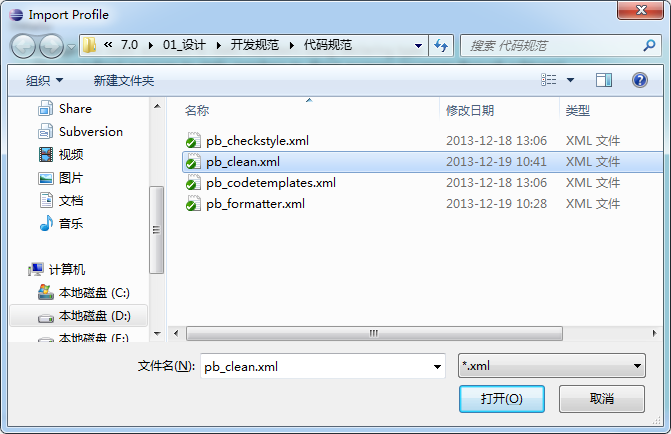 Import Profile
« 7.0 ▸ 01_设计 ▸ 开发规范 ▸ 代码规范
搜索 代码规范
组织 新建文件夹
Share
Subversion
视频
图片
文档
音乐
计算机
本地磁盘 (C:)
本地磁盘 (D:)
本地磁盘 (E:)
名称 修改日期 类型
pb_checkstyle.xml 2013-12-18 13:06 XML 文件
pb_clean.xml 2013-12-19 10:41 XML 文件
pb_codetemplates.xml 2013-12-18 13:06 XML 文件
pb_formatter.xml 2013-12-19 10:28 XML 文件
文件名(N): pb_clean.xml *.xml
打开(O) 取消